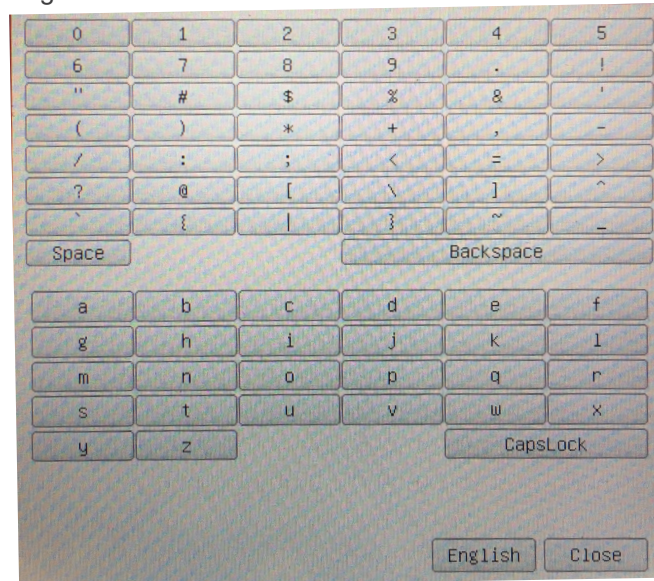 0 1 2 3 4 5
6 7 8 9 . !
" # $ % & '
( ) * + , -
/ : ; < = >
? @ [ \ ] ^
` { | } ~ _
Space Backspace
a b c d e f
g h i j k l
m n o p q r
s t u v w x
y z CapsLock
English Close